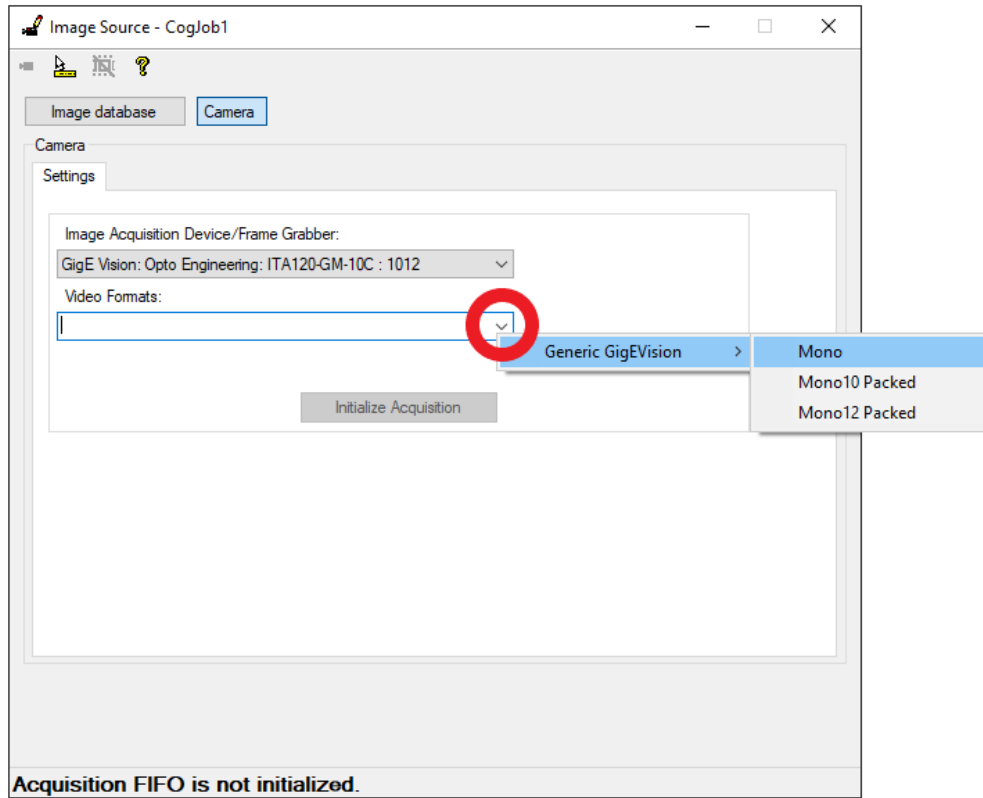 Image Source - CogJob1
Image database
Camera
Camera
Settings
Image Acquisition Device/Frame Grabber:
GigE Vision: Opto Engineering: ITA120-GM-10C : 1012
Video Formats:
Generic GigEVision
Mono
Mono10 Packed
Mono12 Packed
Initialize Acquisition
Acquisition FIFO is not initialized.